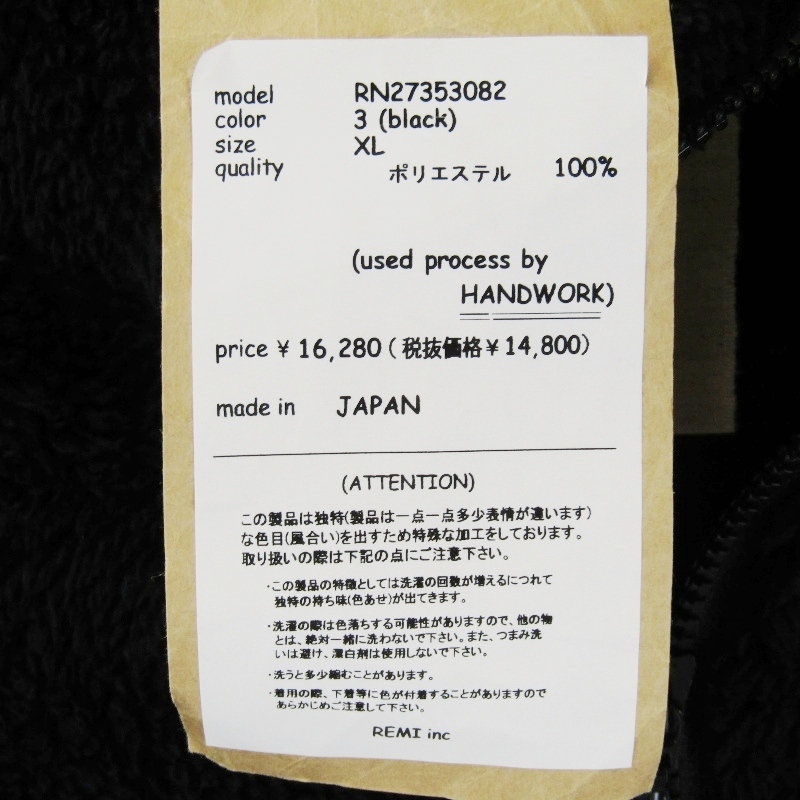 model RN27353082
color 3 (black)
size XL
quality ポリエステル 100%
(used process by
HANDWORK)
price ¥ 16,280 ( 税抜価格 ¥ 14,800)
made in JAPAN
(ATTENTION)
この製品は独特(製品は一点一点多少表情が違います)
な色目(風合い)を出すため特殊な加工をしております。
取り扱いの際は下記の点にご注意下さい。
・この製品の特徴としては洗濯の回数が増えるにつれて
独特の持ち味(色あせ)が出てきます。
・洗濯の際は色落ちする可能性がありますので、他の物
とは、絶対一緒に洗わないで下さい。また、つまみ洗
いは避け、漂白剤は使用しないで下さい。
・洗うと多少縮むことがあります。
・着用の際、下着等に色が付着することがありますので
あらかじめご注意して下さい。
REMI inc